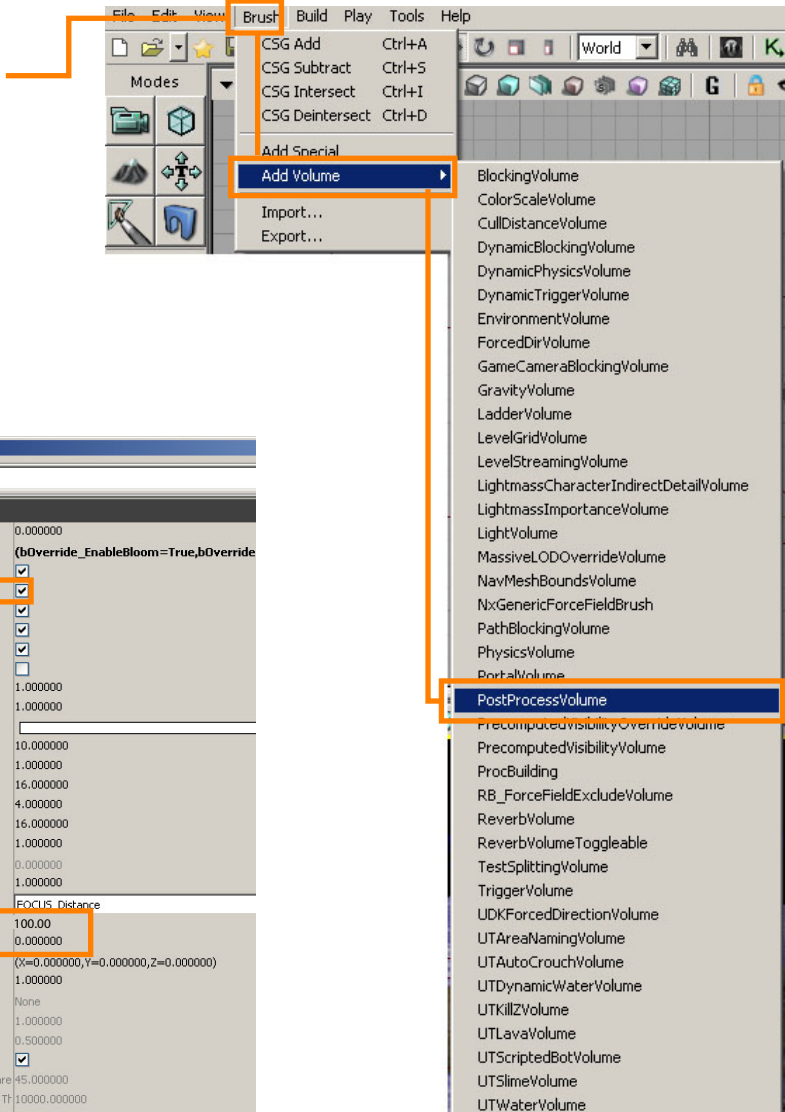 File Edit View Brush Build Play Tools Help
CSG Add Ctrl+A
World
CSG Subtract Ctrl+S
Modes
CSG Intersect Ctrl+I
G
CSG Deintersect Ctrl+D
Add Special
Add Volume
Import...
Export...
BlockingVolume
ColorScaleVolume
CullDistanceVolume
DynamicBlockingVolume
DynamicPhysicsVolume
DynamicTriggerVolume
EnvironmentVolume
ForcedDirVolume
GameCameraBlockingVolume
GravityVolume
LadderVolume
LevelGridVolume
LevelStreamingVolume
LightmassCharacterIndirectDetailVolume
LightmassImportanceVolume
LightVolume
MassiveLODOverrideVolume
NavMeshBoundsVolume
NxGenericForceFieldBrush
PathBlockingVolume
PhysicsVolume
PortalVolume
PostProcessVolume
PrecomputedVisibilityOverrideVolume
PrecomputedVisibilityVolume
ProcBuilding
RB_ForceFieldExcludeVolume
ReverbVolume
ReverbVolumeToggleable
TestSplittingVolume
TriggerVolume
UDKForcedDirectionVolume
UTAreaNamingVolume
UTAutoCrouchVolume
UTDynamicWaterVolume
UTKillZVolume
UTLavaVolume
UTScriptedBotVolume
UTSlimeVolume
UTWaterVolume
0.000000
(bOverride_EnableBloom=True,bOverride
1.000000
1.000000
10.000000
1.000000
16.000000
4.000000
16.000000
1.000000
0.000000
1.000000
FOCUS_Distance
100.00
0.000000
(X=0.000000,Y=0.000000,Z=0.000000)
1.000000
None
1.000000
0.500000
are 45.000000
Th 10000.000000